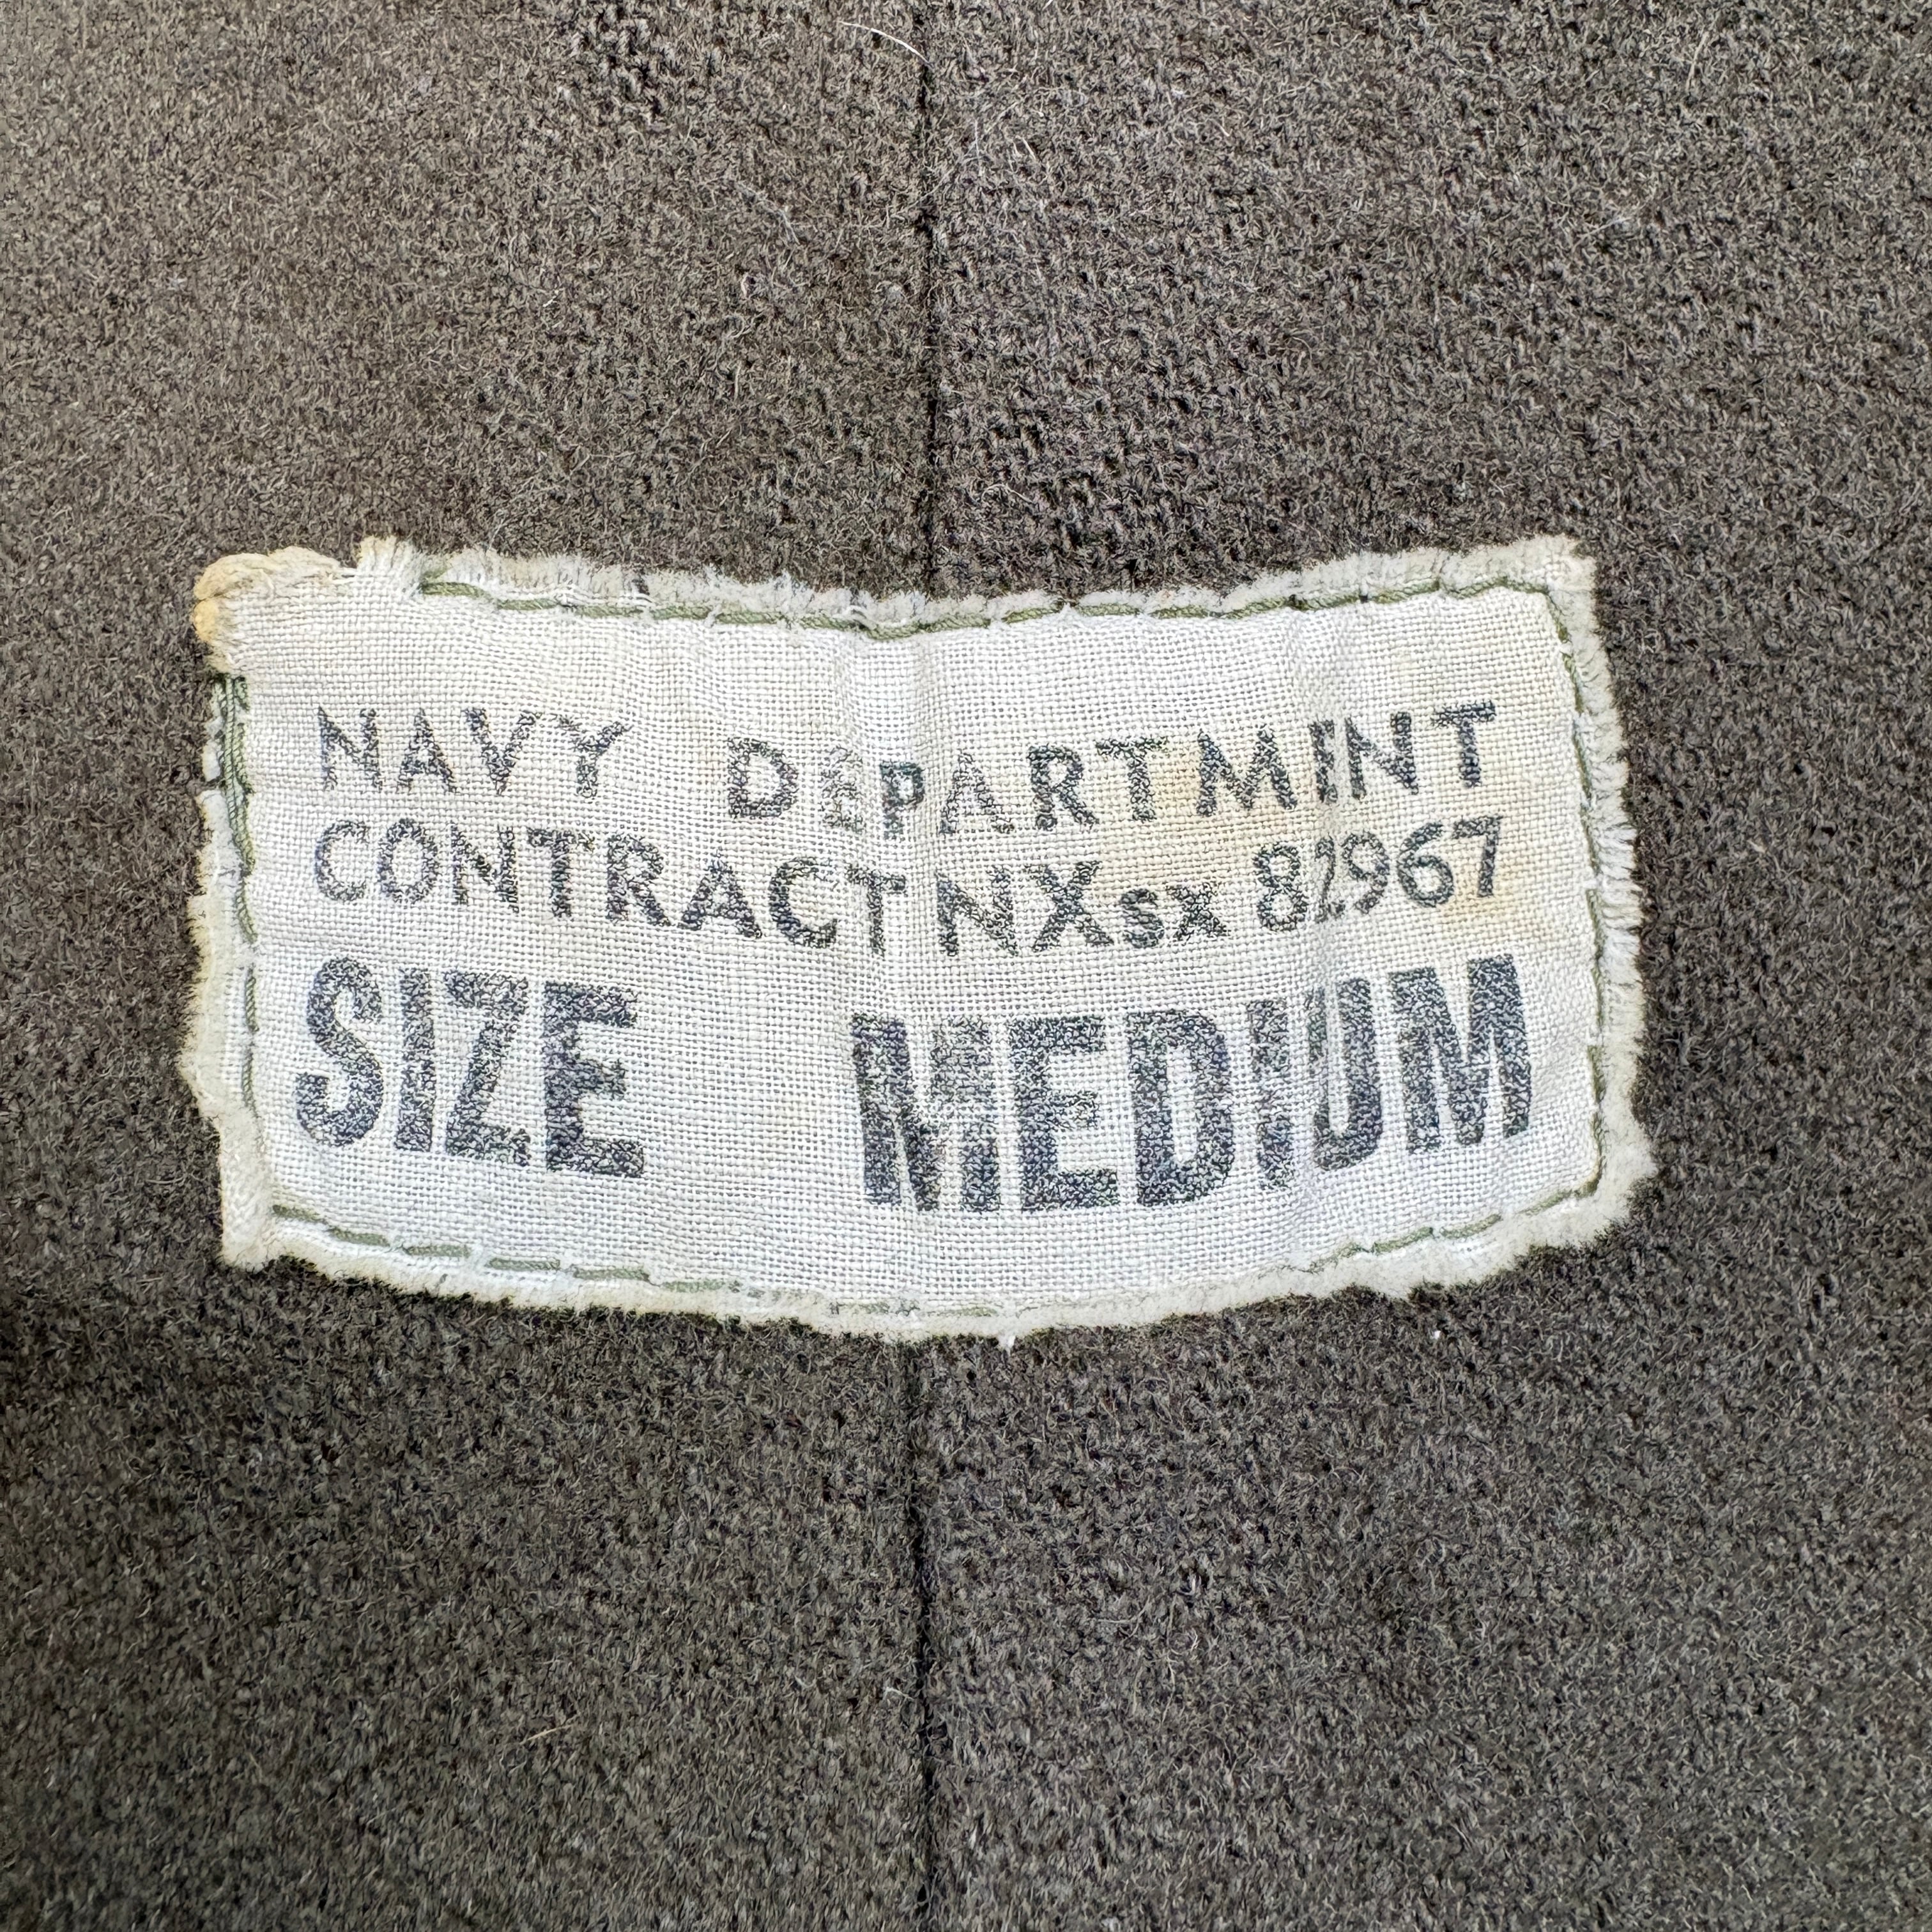 NAVY DEPARTMINT
CONTRACT NXsx 82967
SIZE MEDIUM